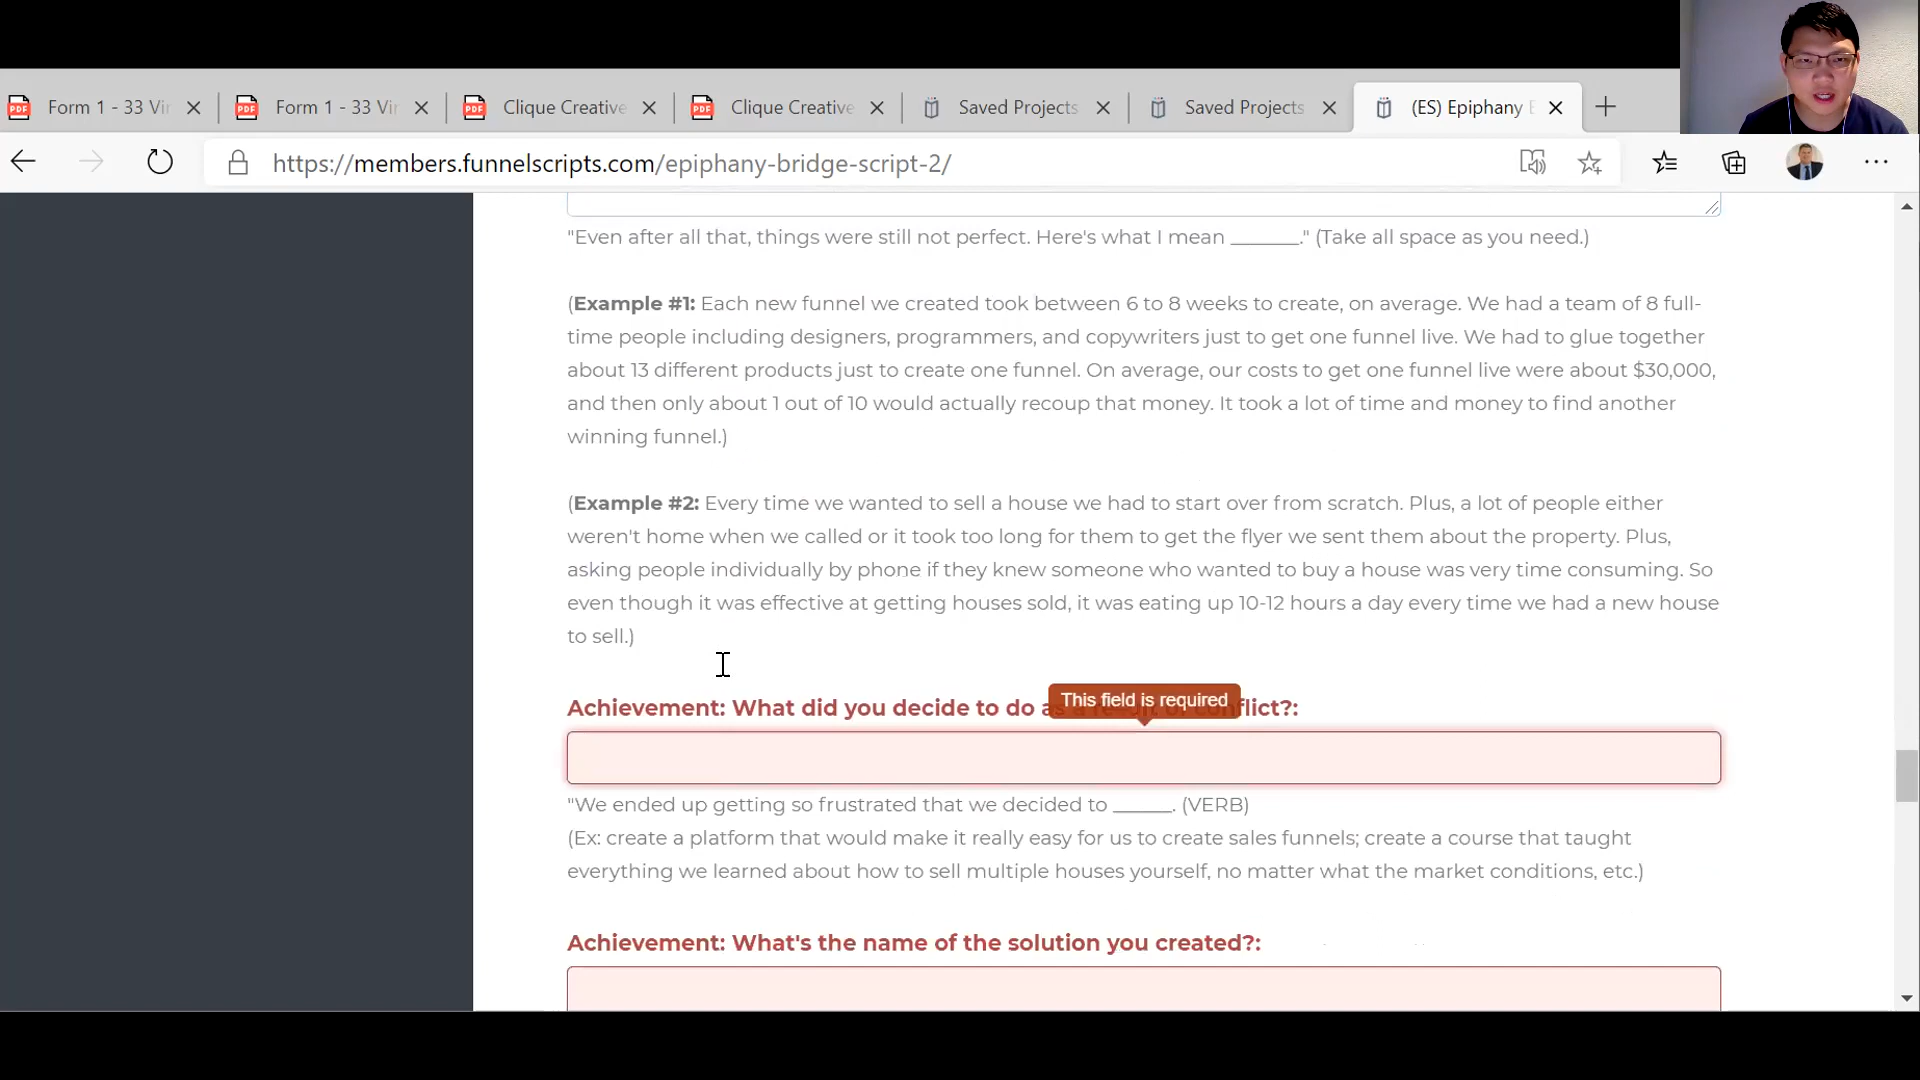 Form 1 - 33 Vir
Form 1 - 33 Vir
Clique Creative
Clique Creative
Saved Projects
Saved Projects
(ES) Epiphany
https://members.funnelscripts.com/epiphany-bridge-script-2/
"Even after all that, things were still not perfect. Here's what I mean ______." (Take all space as you need.)
(Example #1: Each new funnel we created took between 6 to 8 weeks to create, on average. We had a team of 8 full-
time people including designers, programmers, and copywriters just to get one funnel live. We had to glue together
about 13 different products just to create one funnel. On average, our costs to get one funnel live were about $30,000,
and then only about 1 out of 10 would actually recoup that money. It took a lot of time and money to find another
winning funnel.)
(Example #2: Every time we wanted to sell a house we had to start over from scratch. Plus, a lot of people either
weren't home when we called or it took too long for them to get the flyer we sent them about the property. Plus,
asking people individually by phone if they knew someone who wanted to buy a house was very time consuming. So
even though it was effective at getting houses sold, it was eating up 10-12 hours a day every time we had a new house
to sell.)
This field is required
Achievement: What did you decide to do as a result of conflict?:
"We ended up getting so frustrated that we decided to _____. (VERB)
(Ex: create a platform that would make it really easy for us to create sales funnels; create a course that taught
everything we learned about how to sell multiple houses yourself, no matter what the market conditions, etc.)
Achievement: What's the name of the solution you created?: